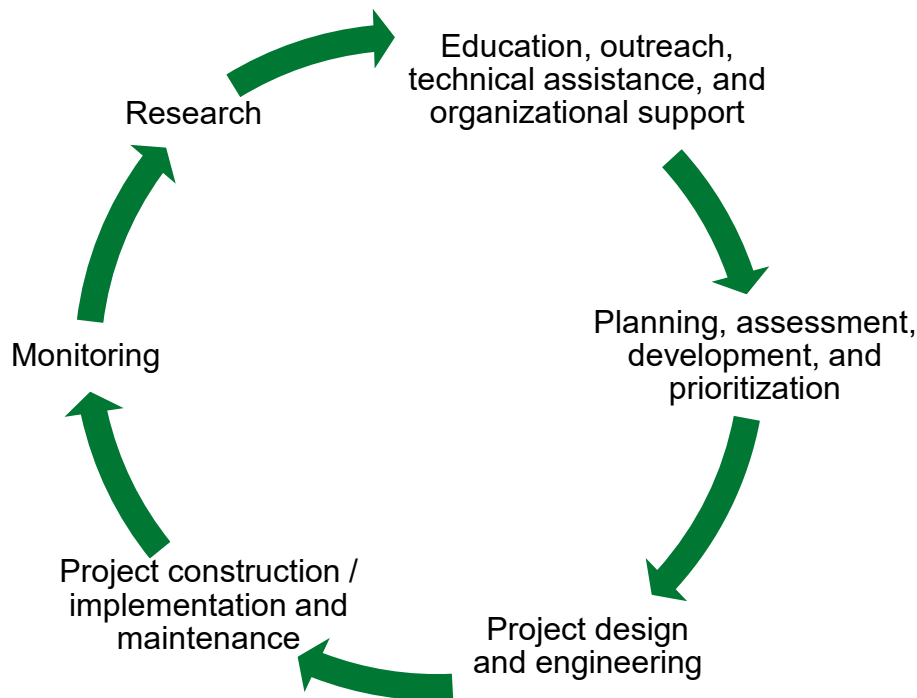 Education, outreach,
technical assistance, and
organizational support
Planning, assessment,
development, and
prioritization
Project design
and engineering
Project construction /
implementation and
maintenance
Monitoring
Research